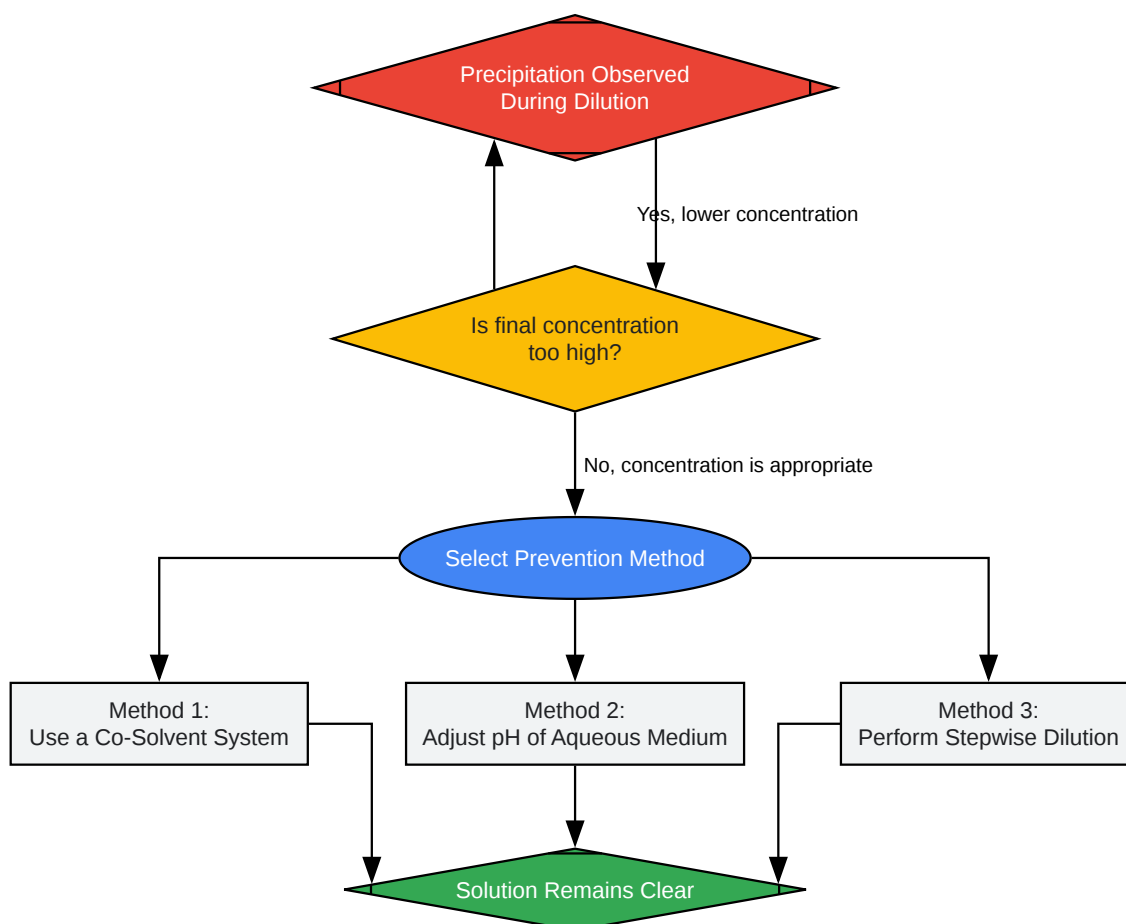 Precipitation Observed
During Dilution
Yes, lower concentration
Is final concentration
too high?
No, concentration is appropriate
Select Prevention Method
Method 1:
Use a Co-Solvent System
Method 2:
Adjust pH of Aqueous Medium
Method 3:
Perform Stepwise Dilution
Solution Remains Clear